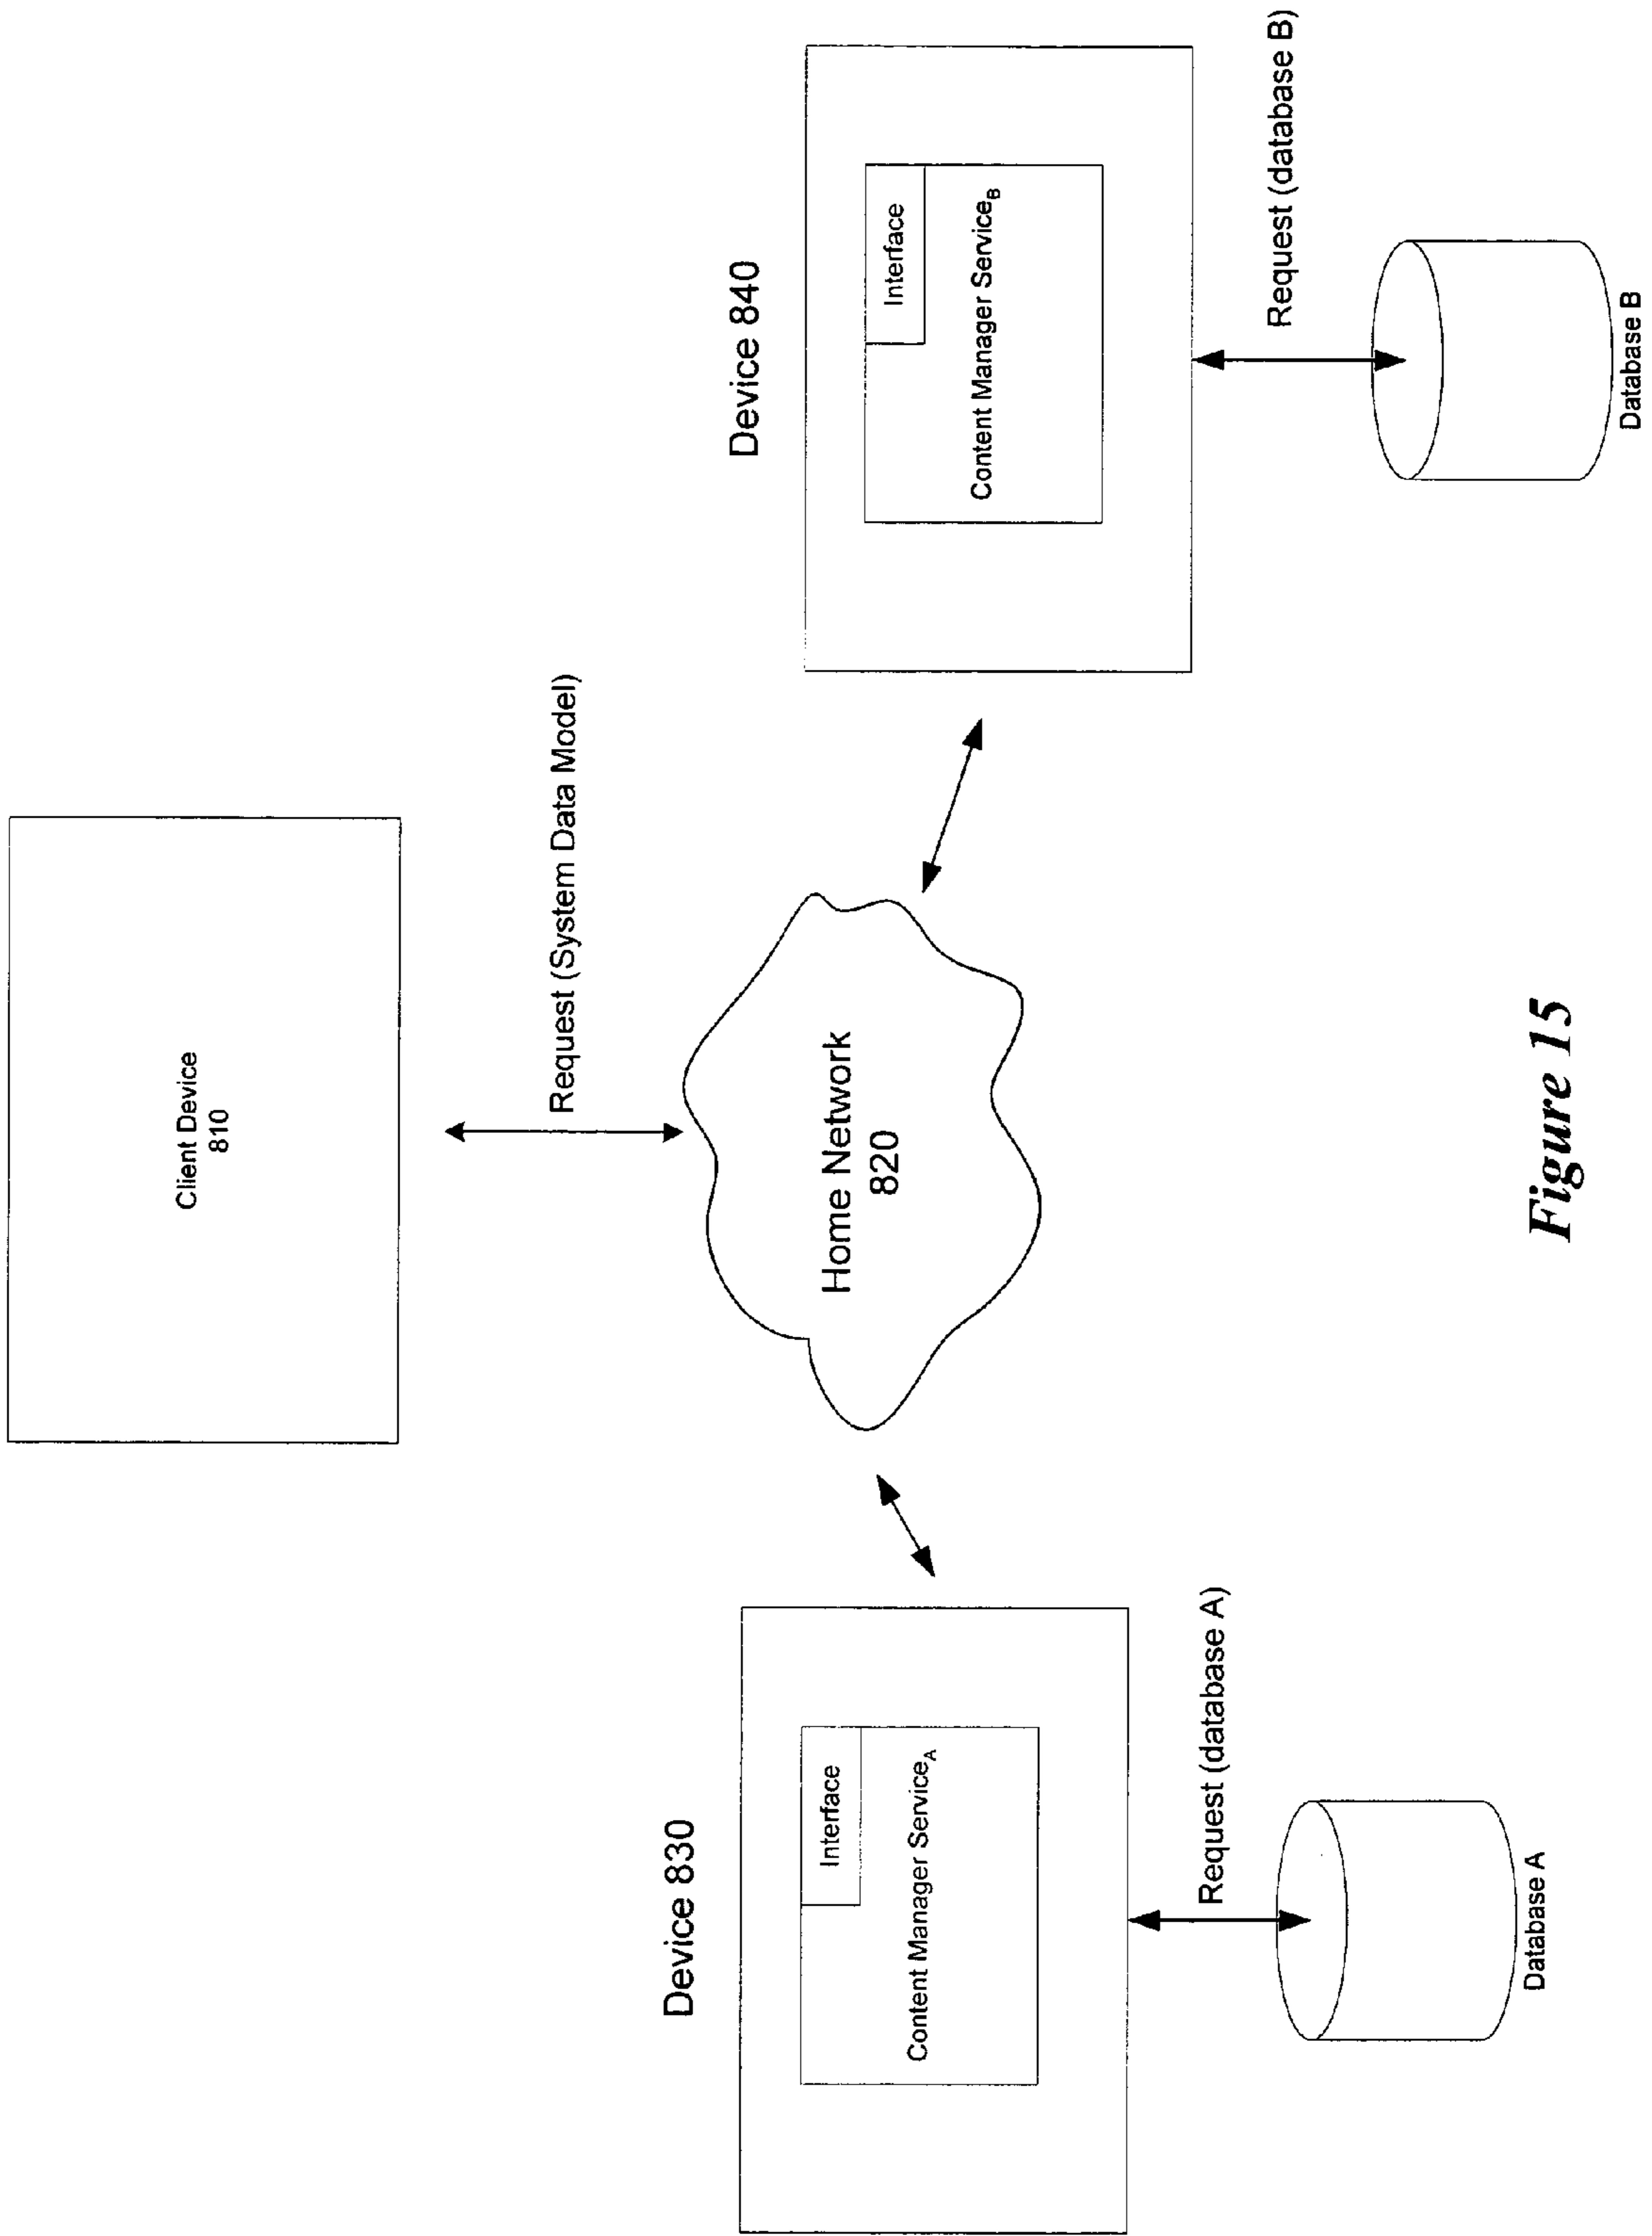 Client Device
810
Request (System Data Model)
Home Network
820
Device 830
Interface
Content Manager ServiceA
Request (database A)
Database A
Device 840
Interface
Content Manager ServiceB
Request (database B)
Database B
Figure 15